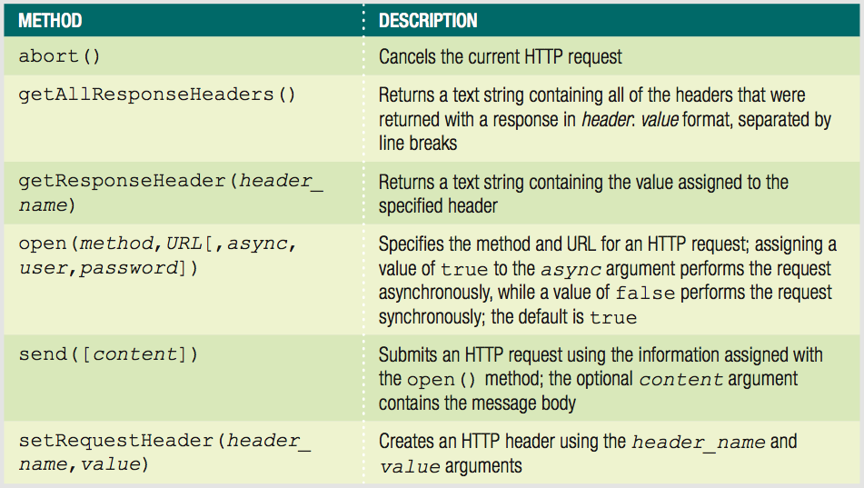 METHOD DESCRIPTION
abort() Cancels the current HTTP request
getAllResponseHeaders() Returns a text string containing all of the headers that were
returned with a response in header: value format, separated by
line breaks
getResponseHeader(header_ Returns a text string containing the value assigned to the
name) specified header
open(method,URL[,async, Specifies the method and URL for an HTTP request; assigning a
user,password]) value of true to the async argument performs the request
asynchronously, while a value of false performs the request
synchronously; the default is true
send([content]) Submits an HTTP request using the information assigned with
the open() method; the optional content argument
contains the message body
setRequestHeader(header_ Creates an HTTP header using the header_name and
name,value) value arguments